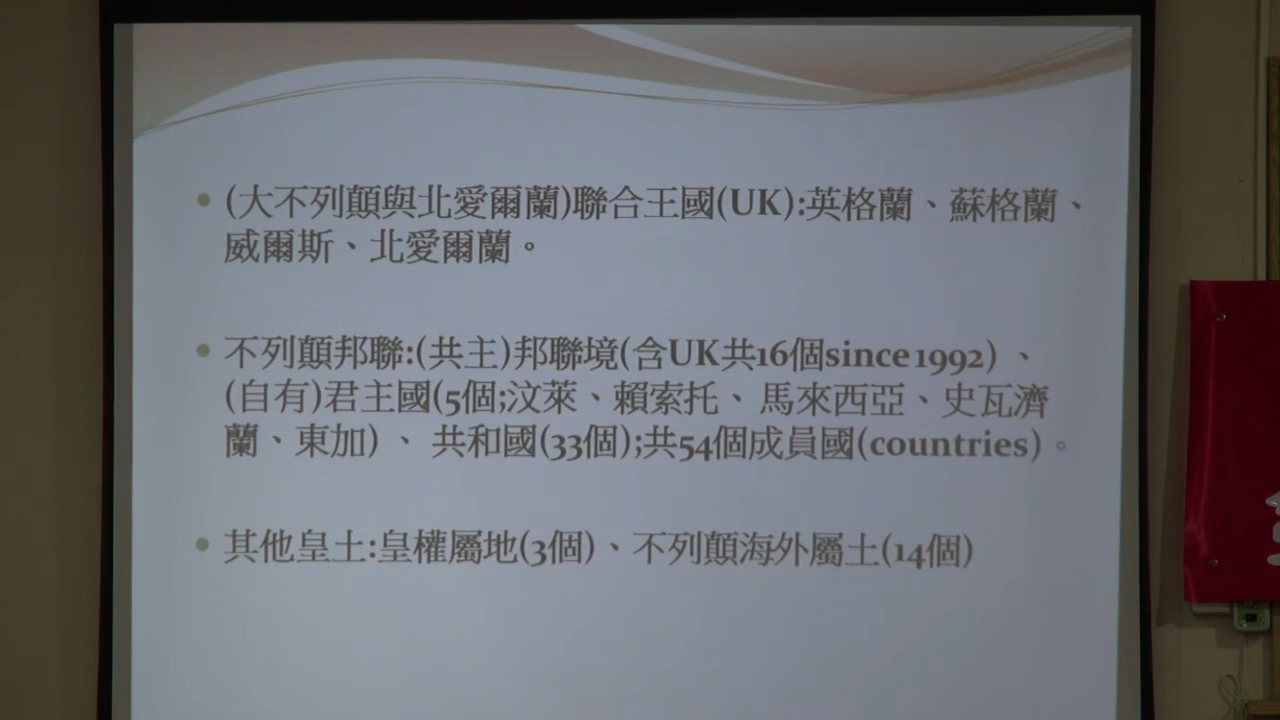 • (大不列顛與北愛爾蘭)聯合王國(UK):英格蘭、蘇格蘭、
威爾斯、北愛爾蘭。
• 不列顛邦聯:(共主)邦聯境(含UK共16個since 1992)、
(自有)君主國(5個;汶萊、賴索托、馬來西亞、史瓦濟
蘭、東加)、 共和國(33個);共54個成員國(countries)。
• 其他皇土:皇權屬地(3個)、不列顛海外屬土(14個)